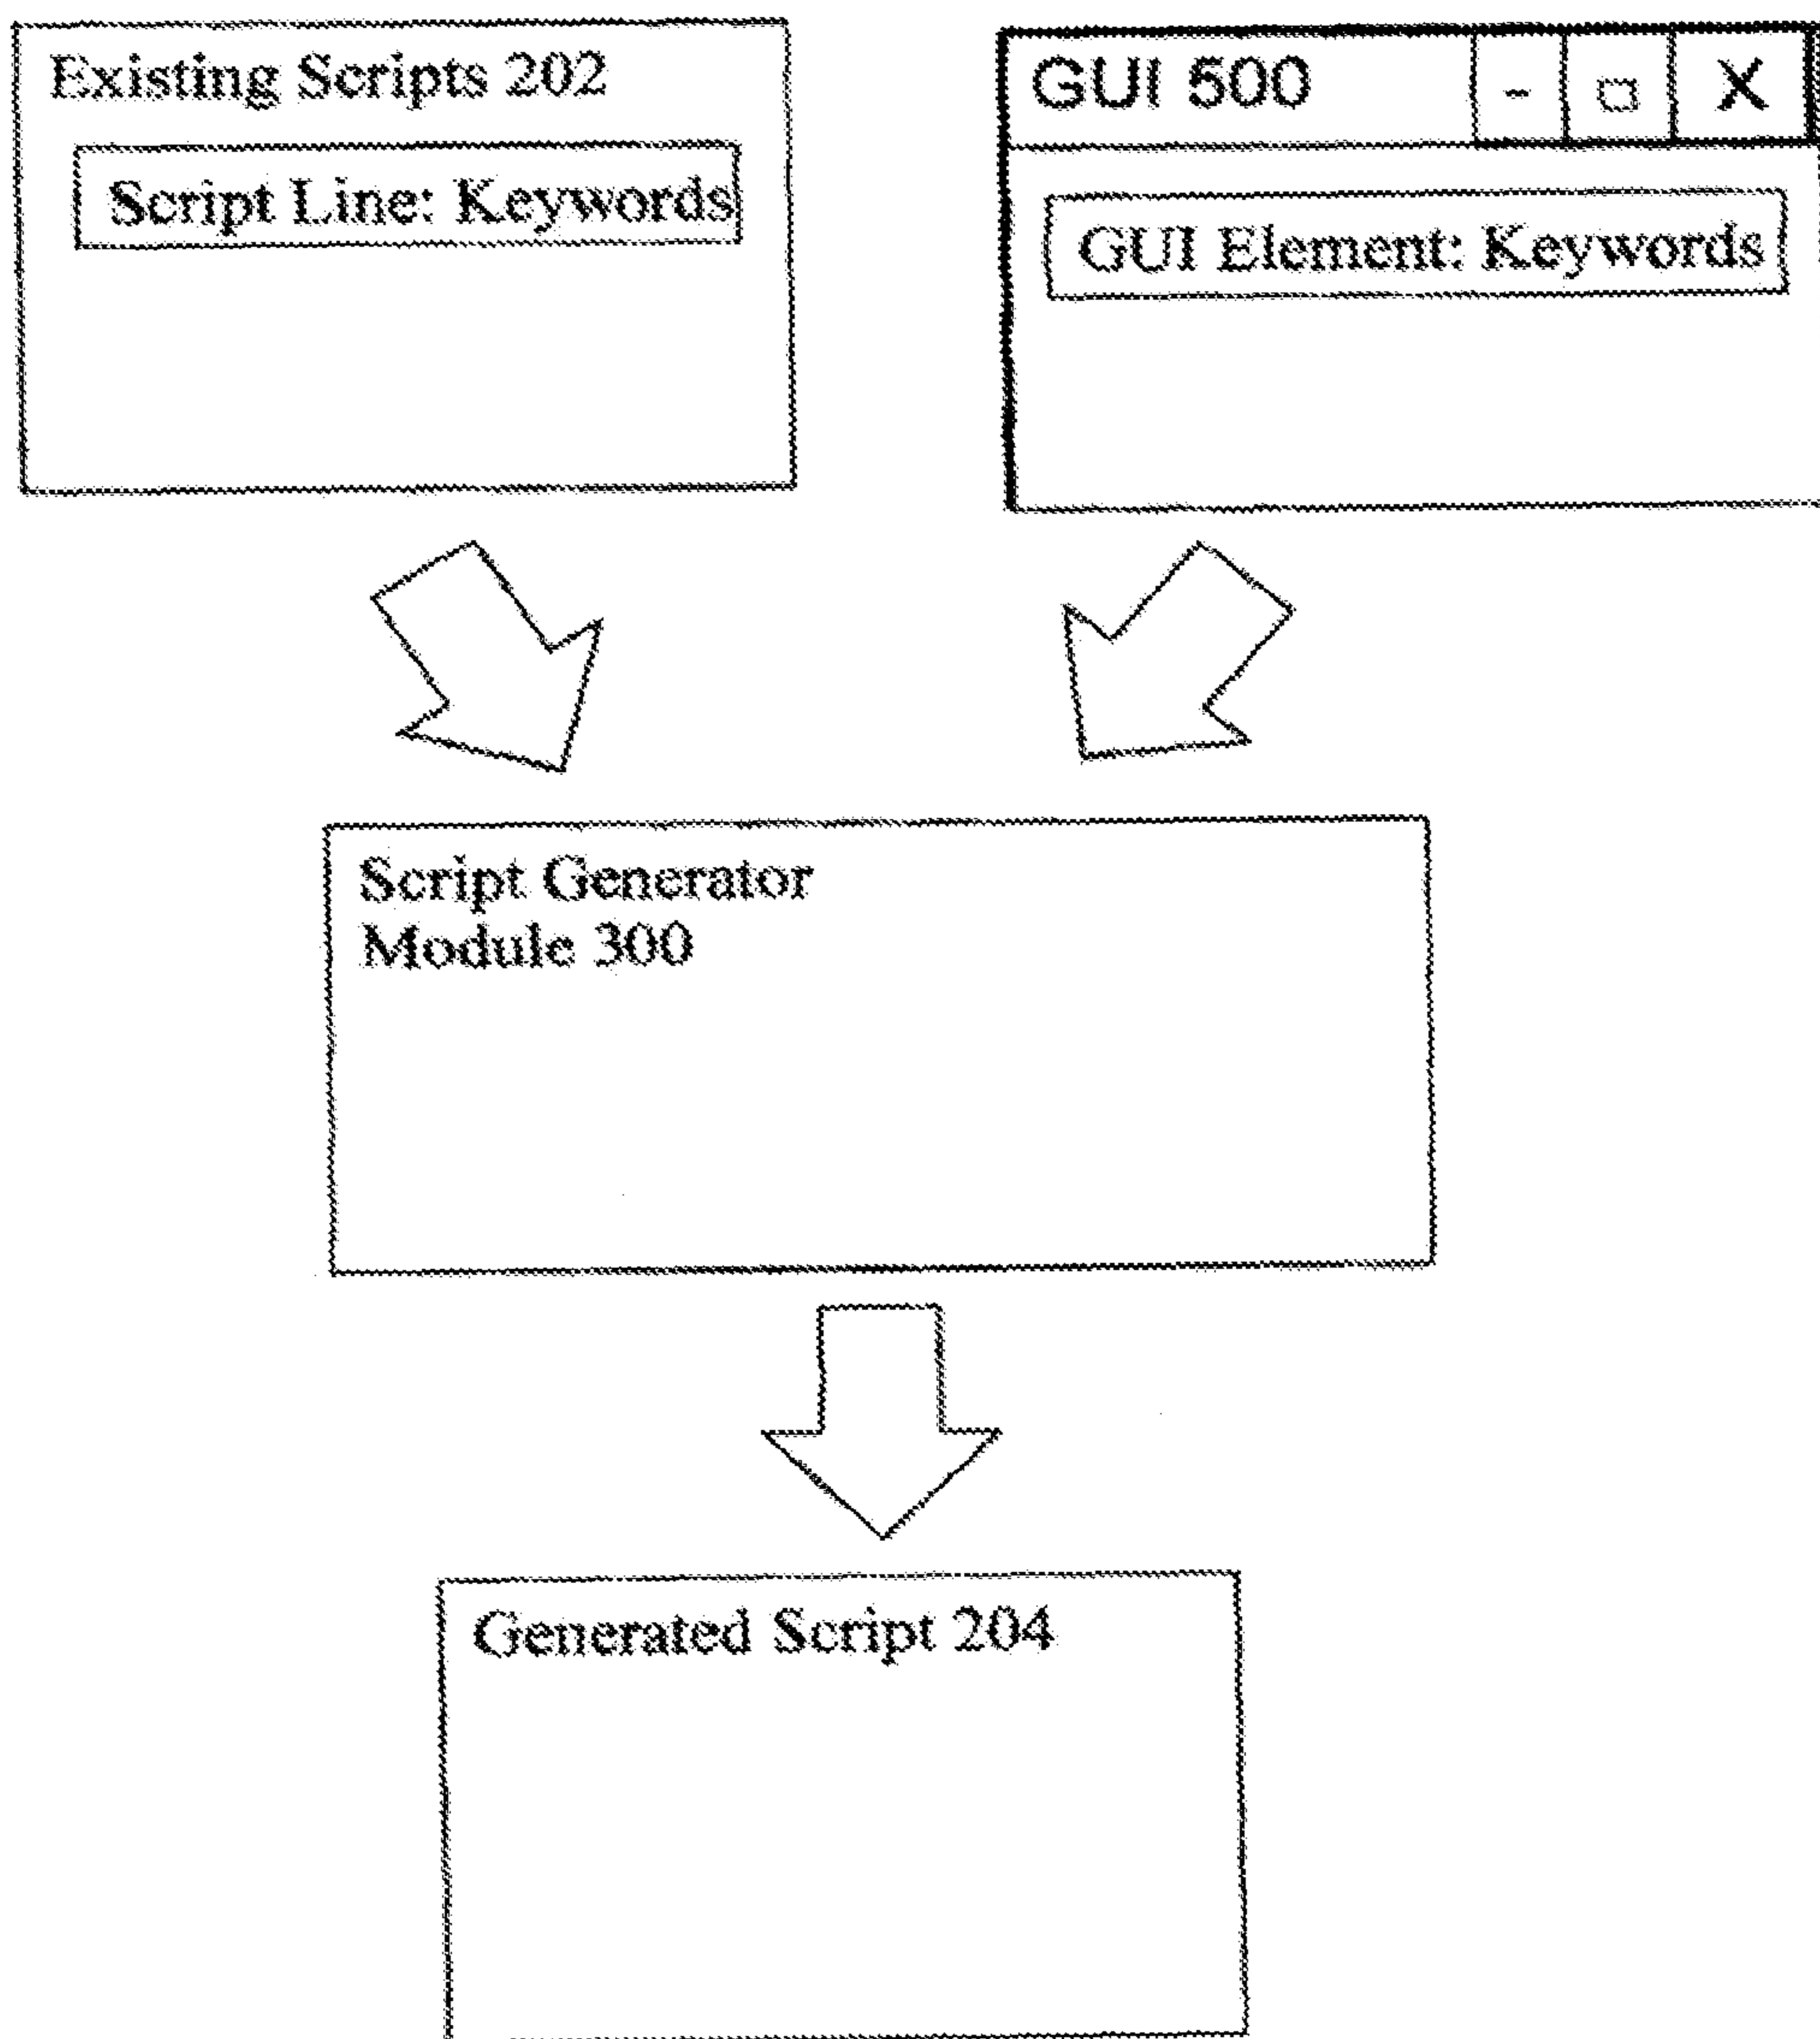 Existing Scripts 202
Script Line: Keywords
GUI 500 - □ X
GUI Element: Keywords
Script Generator
Module 300
Generated Script 204